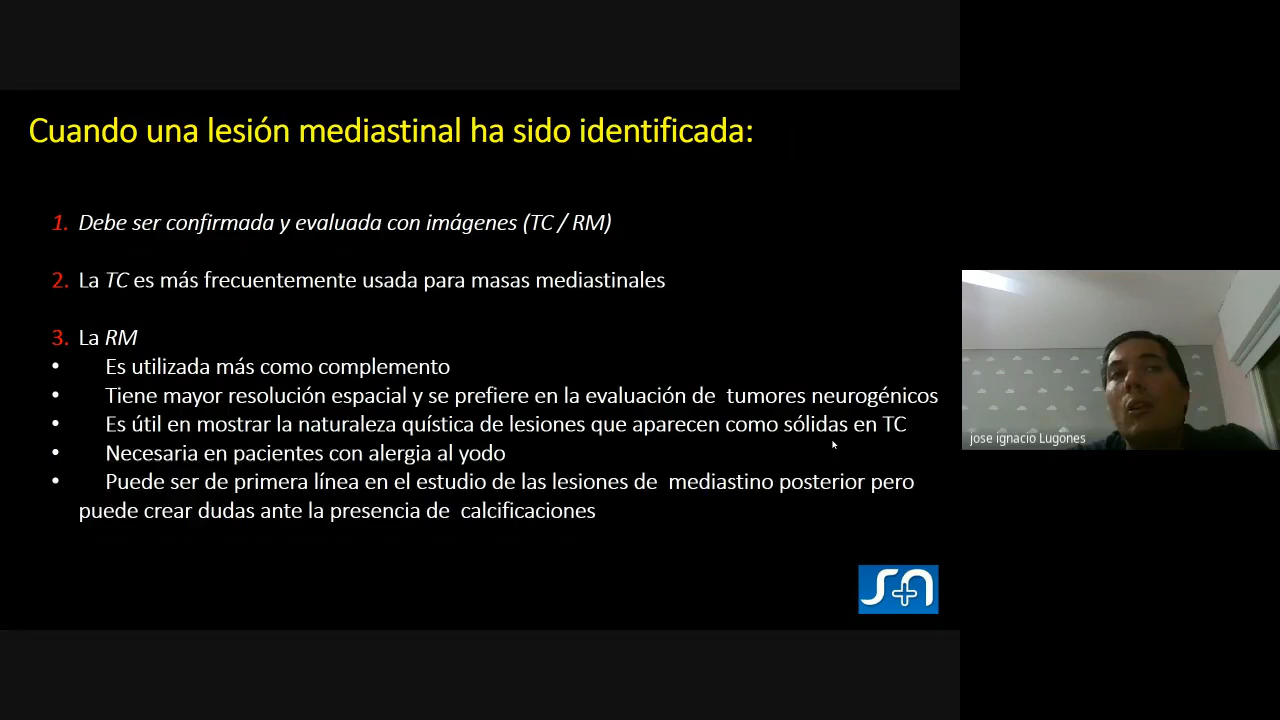 Cuando una lesión mediastinal ha sido identificada:
1. Debe ser confirmada y evaluada con imágenes (TC / RM)
2. La TC es más frecuentemente usada para masas mediastinales
3. La RM
• Es utilizada más como complemento
• Tiene mayor resolución espacial y se prefiere en la evaluación de tumores neurogénicos
• Es útil en mostrar la naturaleza quística de lesiones que aparecen como sólidas en TC
• Necesaria en pacientes con alergia al yodo
• Puede ser de primera línea en el estudio de las lesiones de mediastino posterior pero
puede crear dudas ante la presencia de calcificaciones
jose ignacio Lugones
s+n